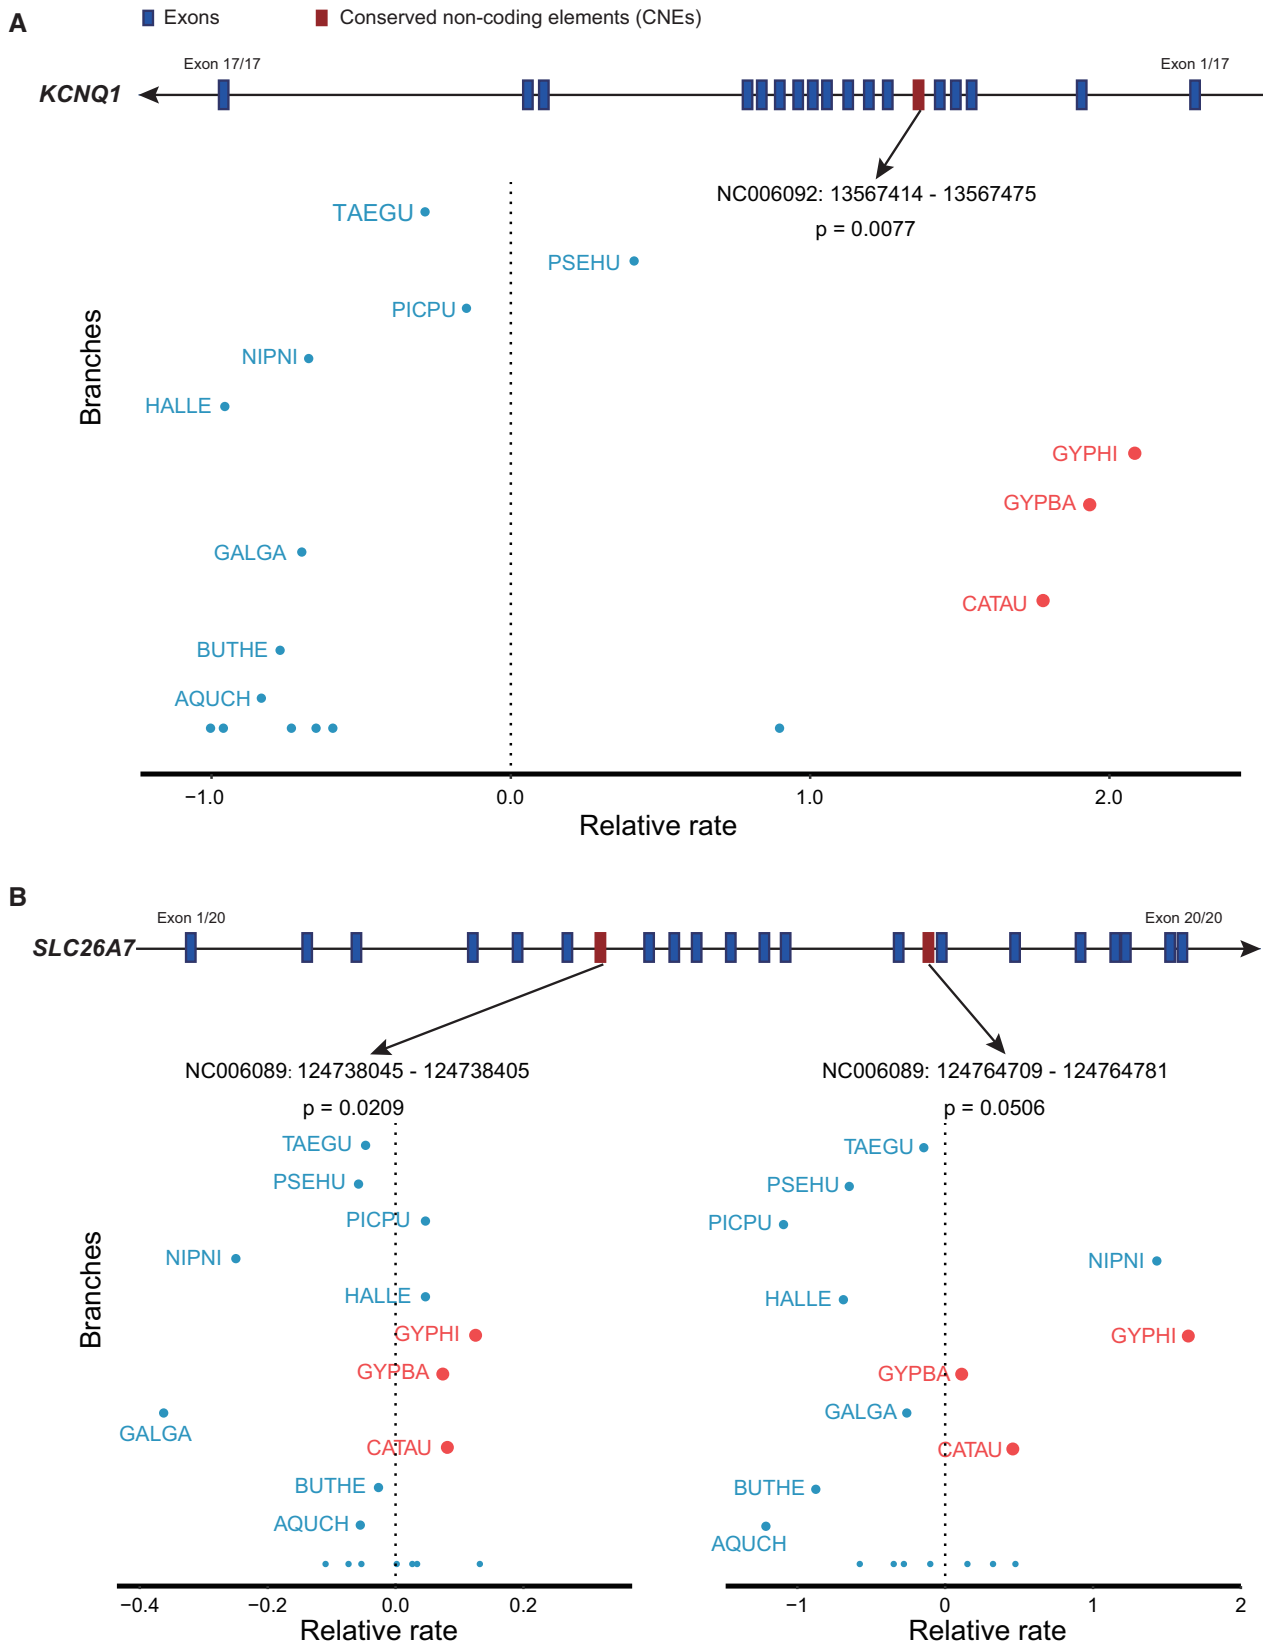 A
Exons
Conserved non-coding elements (CNEs)
Exon 17/17
Exon 1/17
KCNQ1
NC006092: 13567414 - 13567475
p = 0.0077
TAEGU
PSEHU
PICPU
NIPNI
HALLE
GYPHI
GYPBA
GALGA
CATAU
BUTHE
AQUCH
Branches
−1.0
0.0
1.0
2.0
Relative rate
B
Exon 1/20
Exon 20/20
SLC26A7
NC006089: 124738045 - 124738405
p = 0.0209
TAEGU
PSEHU
PICPU
NIPNI
HALLE
GYPHI
GYPBA
GALGA
CATAU
BUTHE
AQUCH
Branches
−0.4
−0.2
0.0
0.2
Relative rate
NC006089: 124764709 - 124764781
p = 0.0506
TAEGU
PSEHU
PICPU
NIPNI
HALLE
GYPHI
GYPBA
GALGA
CATAU
BUTHE
AQUCH
−1
0
1
2
Relative rate